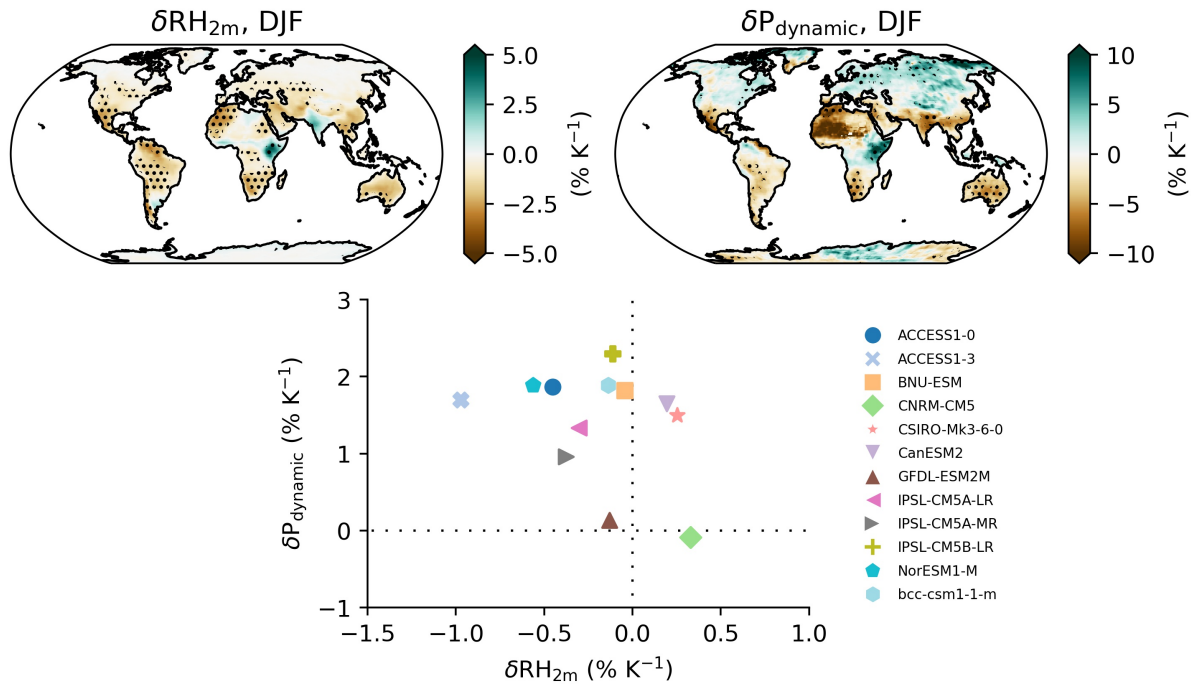 δRH2m, DJF
5.0
2.5
0.0
−2.5
−5.0
(% K−1)
δPdynamic, DJF
10
5
0
−5
−10
(% K−1)
3
2
1
0
−1
δPdynamic (% K−1)
−1.5 −1.0 −0.5 0.0 0.5 1.0
δRH2m (% K−1)
ACCESS1-0
ACCESS1-3
BNU-ESM
CNRM-CM5
CSIRO-Mk3-6-0
CanESM2
GFDL-ESM2M
IPSL-CM5A-LR
IPSL-CM5A-MR
IPSL-CM5B-LR
NorESM1-M
bcc-csm1-1-m